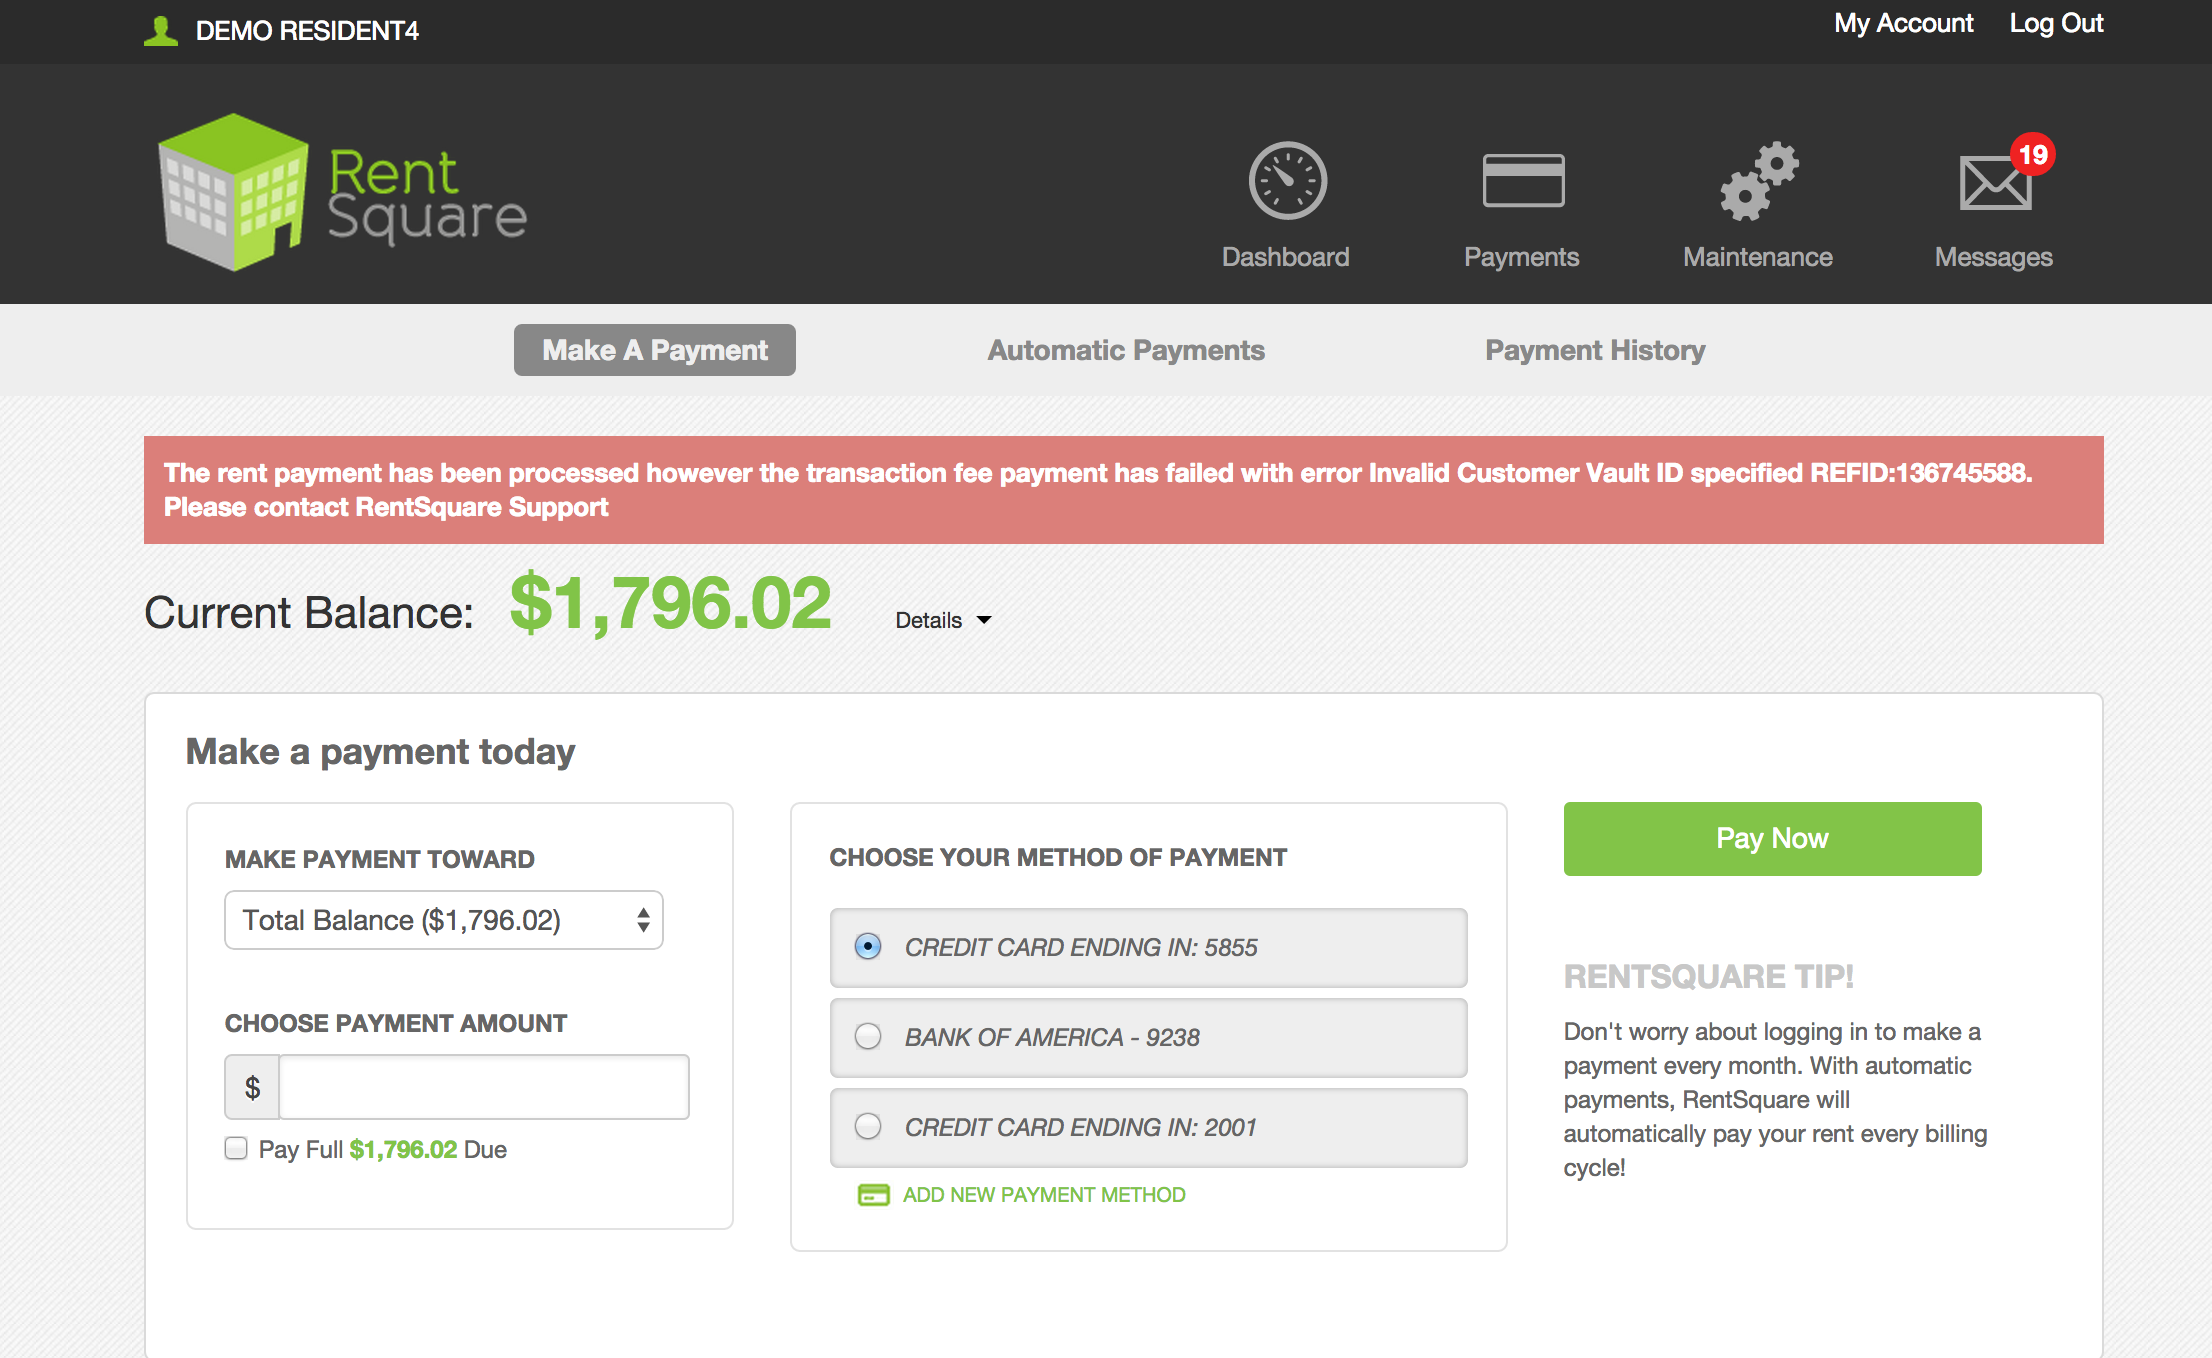 DEMO RESIDENT4
My Account
Log Out
Rent
Square
Dashboard
Payments
Maintenance
19
Messages
Make A Payment
Automatic Payments
Payment History
The rent payment has been processed however the transaction fee payment has failed with error Invalid Customer Vault ID specified REFID:136745588.
Please contact RentSquare Support
Current Balance: $1,796.02
Details
Make a payment today
MAKE PAYMENT TOWARD
Total Balance ($1,796.02)
CHOOSE PAYMENT AMOUNT
$
Pay Full $1,796.02 Due
CHOOSE YOUR METHOD OF PAYMENT
CREDIT CARD ENDING IN: 5855
BANK OF AMERICA - 9238
CREDIT CARD ENDING IN: 2001
ADD NEW PAYMENT METHOD
Pay Now
RENTSQUARE TIP!
Don't worry about logging in to make a
payment every month. With automatic
payments, RentSquare will
automatically pay your rent every billing
cycle!